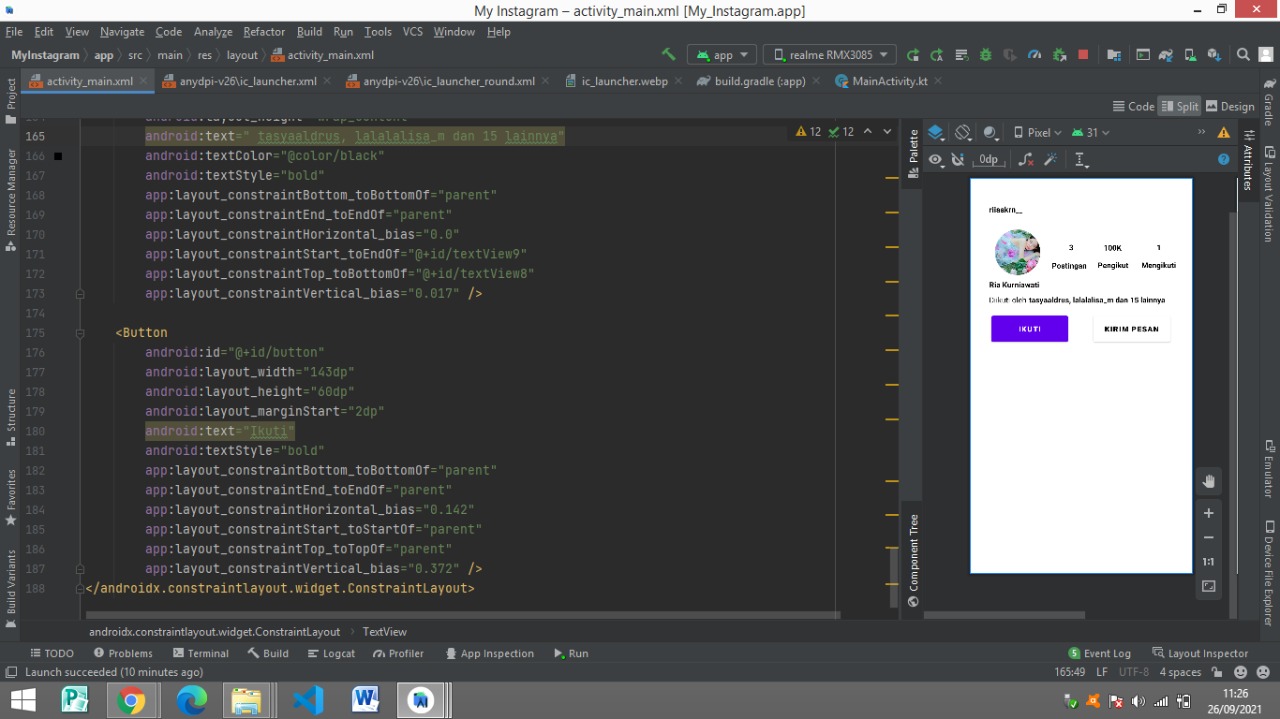 My Instagram – activity_main.xml [My_Instagram.app]
File Edit View Navigate Code Analyze Refactor Build Run Tools VCS Window Help
MyInstagram app src main res layout activity_main.xml
app realme RMX3085
activity_main.xml anydpi-v26\ic_launcher.xml anydpi-v26\ic_launcher_round.xml ic_launcher.webp build.gradle (:app) MainActivity.kt
Code Split Design
Project
Resource Manager
Structure
Favorites
Build Variants
165 android:text=" tasyaaldrus, lalalalisa_m dan 15 lainnya"
166 android:textColor="@color/black"
167 android:textStyle="bold"
168 app:layout_constraintBottom_toBottomOf="parent"
169 app:layout_constraintEnd_toEndOf="parent"
170 app:layout_constraintHorizontal_bias="0.0"
171 app:layout_constraintStart_toEndOf="@+id/textView9"
172 app:layout_constraintTop_toBottomOf="@+id/textView8"
173 app:layout_constraintVertical_bias="0.017" />
174
175 <Button
176 android:id="@+id/button"
177 android:layout_width="143dp"
178 android:layout_height="60dp"
179 android:layout_marginStart="2dp"
180 android:text="Ikuti"
181 android:textStyle="bold"
182 app:layout_constraintBottom_toBottomOf="parent"
183 app:layout_constraintEnd_toEndOf="parent"
184 app:layout_constraintHorizontal_bias="0.142"
185 app:layout_constraintStart_toStartOf="parent"
186 app:layout_constraintTop_toTopOf="parent"
187 app:layout_constraintVertical_bias="0.372" />
188 </androidx.constraintlayout.widget.ConstraintLayout>
12 12
Palette
Component Tree
Pixel 31
0dp
riiaakrn__
3 100K 1
Postingan Pengikut Mengikuti
Ria Kurniawati
Diikuti oleh tasyaaldrus, lalalalisa_m dan 15 lainnya
IKUTI KIRIM PESAN
1:1
Attributes
Gradle
Layout Validation
Emulator
Device File Explorer
androidx.constraintlayout.widget.ConstraintLayout TextView
TODO Problems Terminal Build Logcat Profiler App Inspection Run 5 Event Log Layout Inspector
Launch succeeded (10 minutes ago) 165:49 LF UTF-8 4 spaces
11:26
26/09/2021